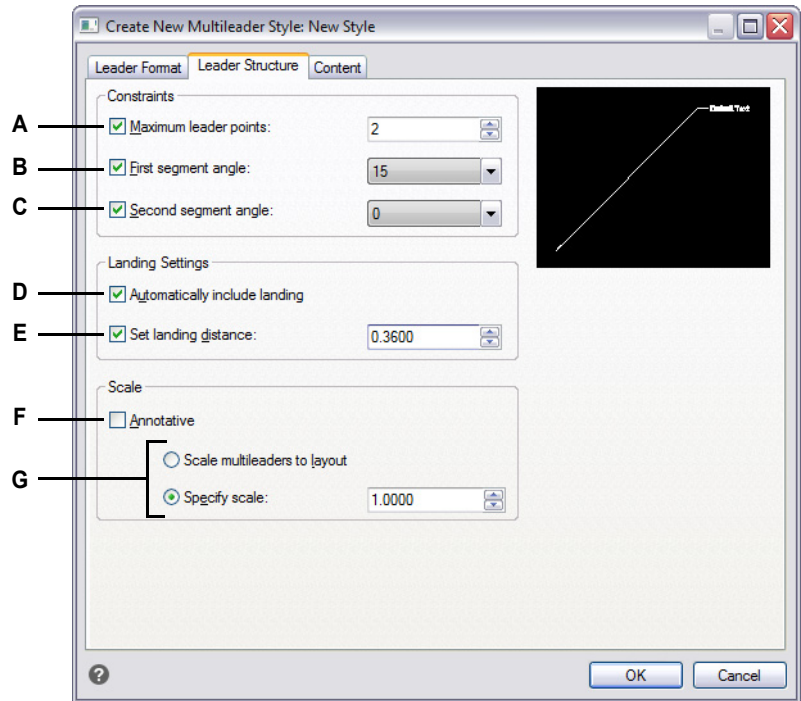 Create New Multileader Style: New Style
Leader Format Leader Structure Content
Constraints
A Maximum leader points: 2
B First segment angle: 15
C Second segment angle: 0
Default Text
Landing Settings
D Automatically include landing
E Set landing distance: 0.3600
Scale
F Annotative
G
Scale multileaders to layout
Specify scale: 1.0000
? OK Cancel